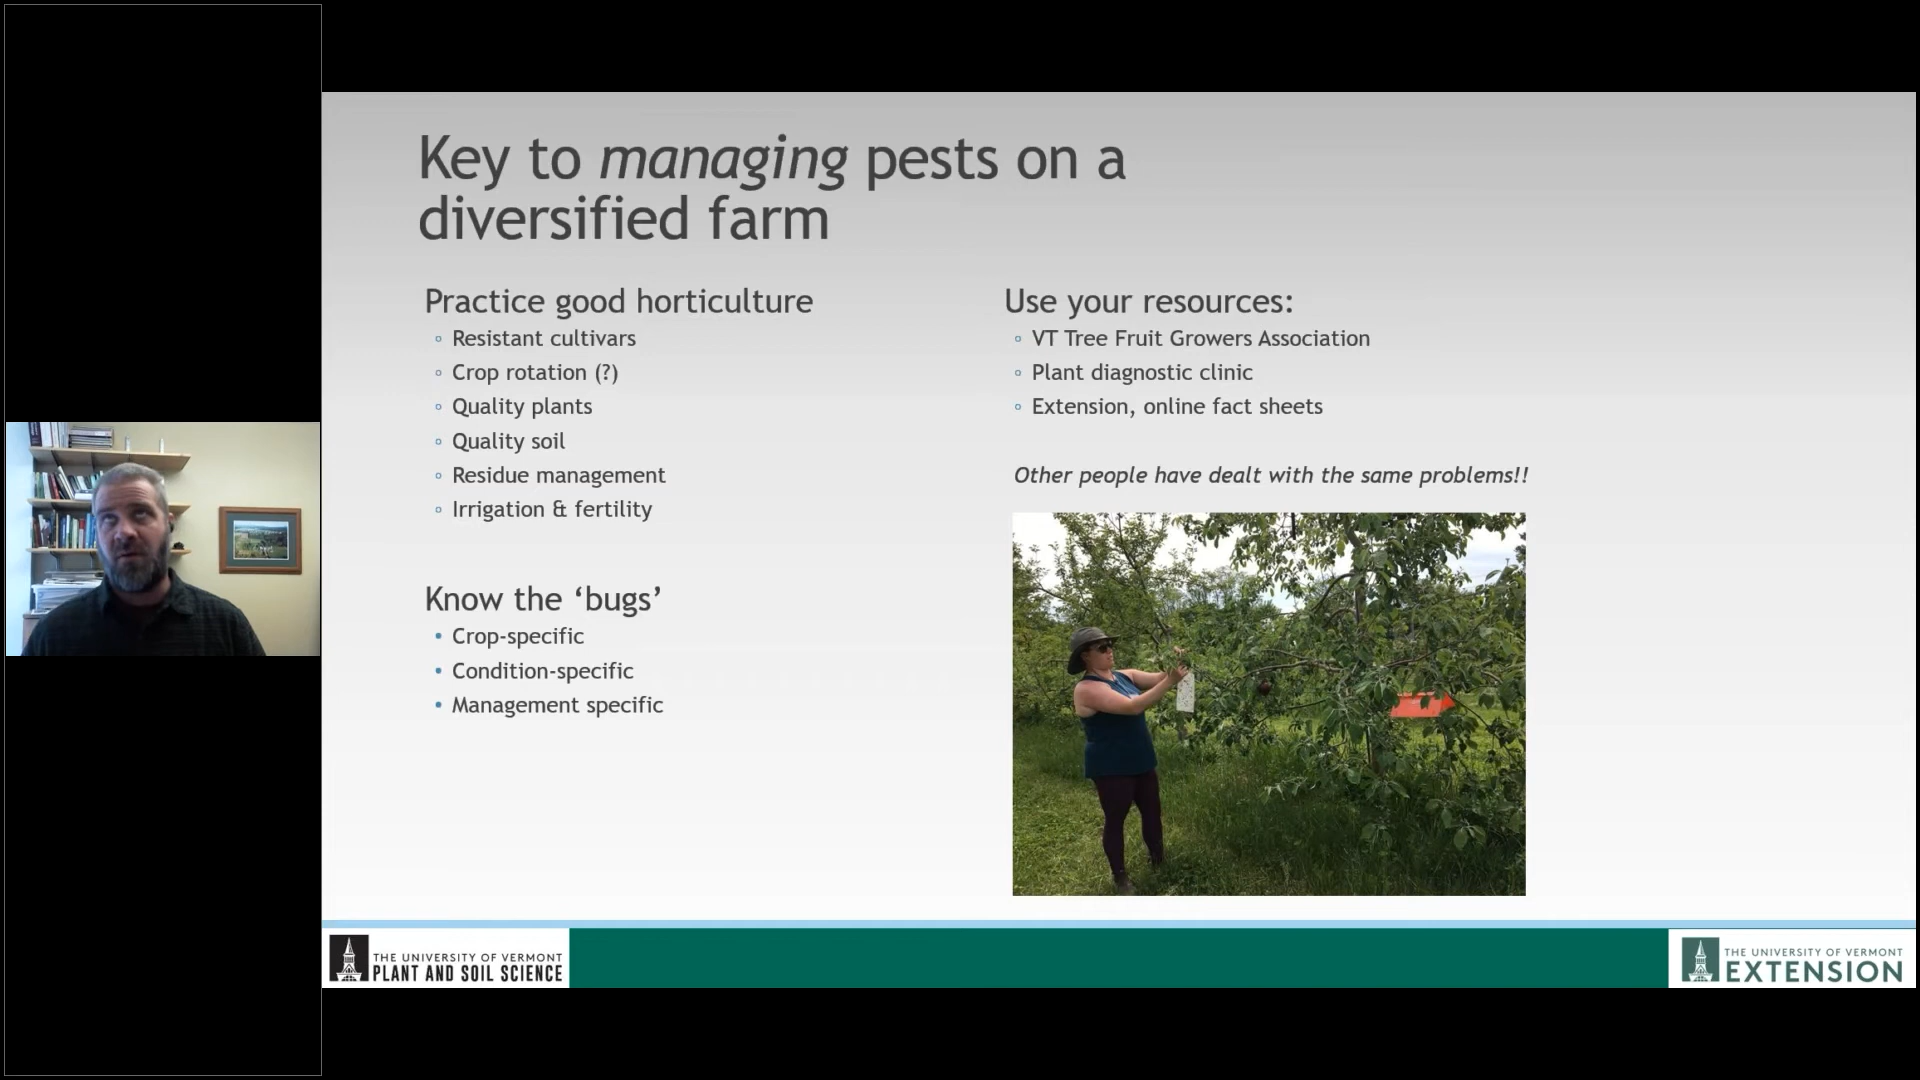 Key to managing pests on a
diversified farm
Practice good horticulture
Resistant cultivars
Crop rotation (?)
Quality plants
Quality soil
Residue management
Irrigation & fertility
Know the ‘bugs’
Crop-specific
Condition-specific
Management specific
Use your resources:
VT Tree Fruit Growers Association
Plant diagnostic clinic
Extension, online fact sheets
Other people have dealt with the same problems!!
THE UNIVERSITY OF VERMONT
PLANT AND SOIL SCIENCE
THE UNIVERSITY OF VERMONT
EXTENSION